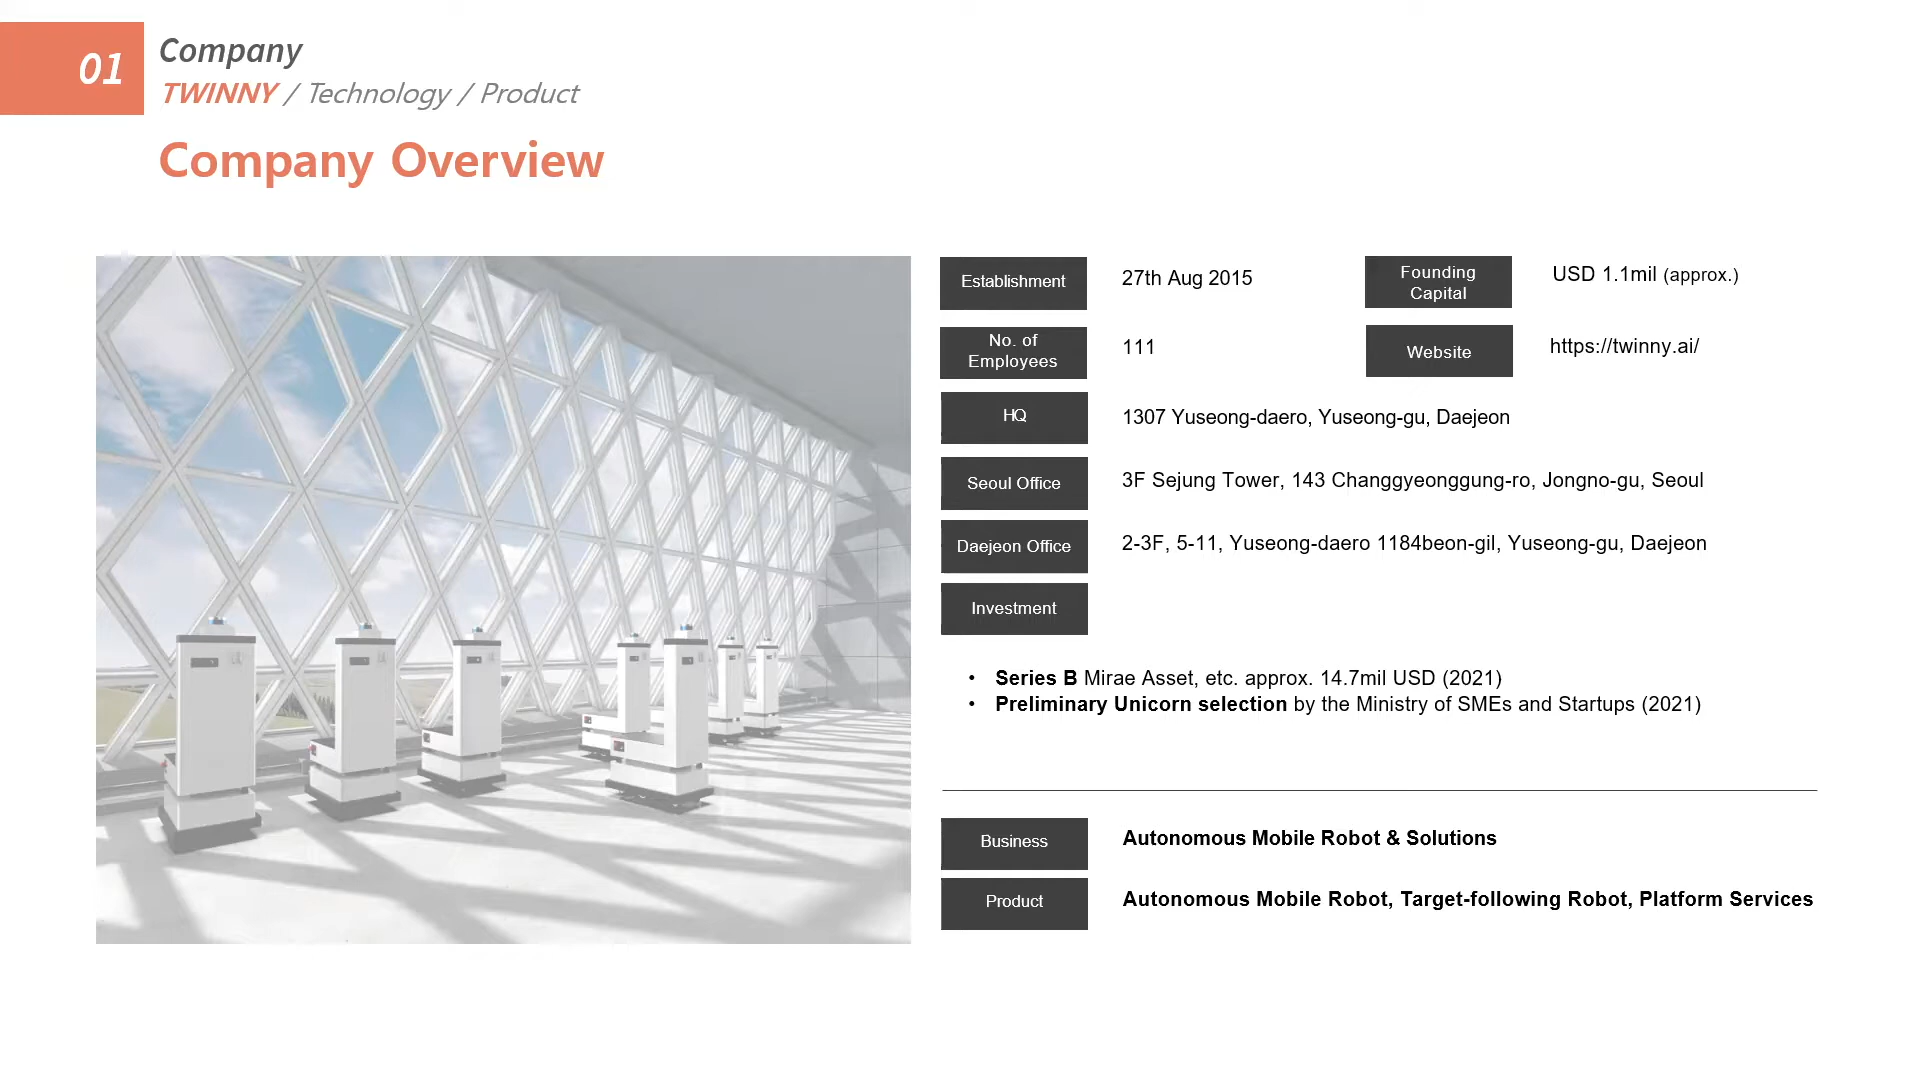 01
Company
TWINNY / Technology / Product
Company Overview
Establishment
27th Aug 2015
Founding
Capital
USD 1.1mil (approx.)
No. of
Employees
111
Website
https://twinny.ai/
HQ
1307 Yuseong-daero, Yuseong-gu, Daejeon
Seoul Office
3F Sejung Tower, 143 Changgyeonggung-ro, Jongno-gu, Seoul
Daejeon Office
2-3F, 5-11, Yuseong-daero 1184beon-gil, Yuseong-gu, Daejeon
Investment
• Series B Mirae Asset, etc. approx. 14.7mil USD (2021)
• Preliminary Unicorn selection by the Ministry of SMEs and Startups (2021)
Business
Autonomous Mobile Robot & Solutions
Product
Autonomous Mobile Robot, Target-following Robot, Platform Services